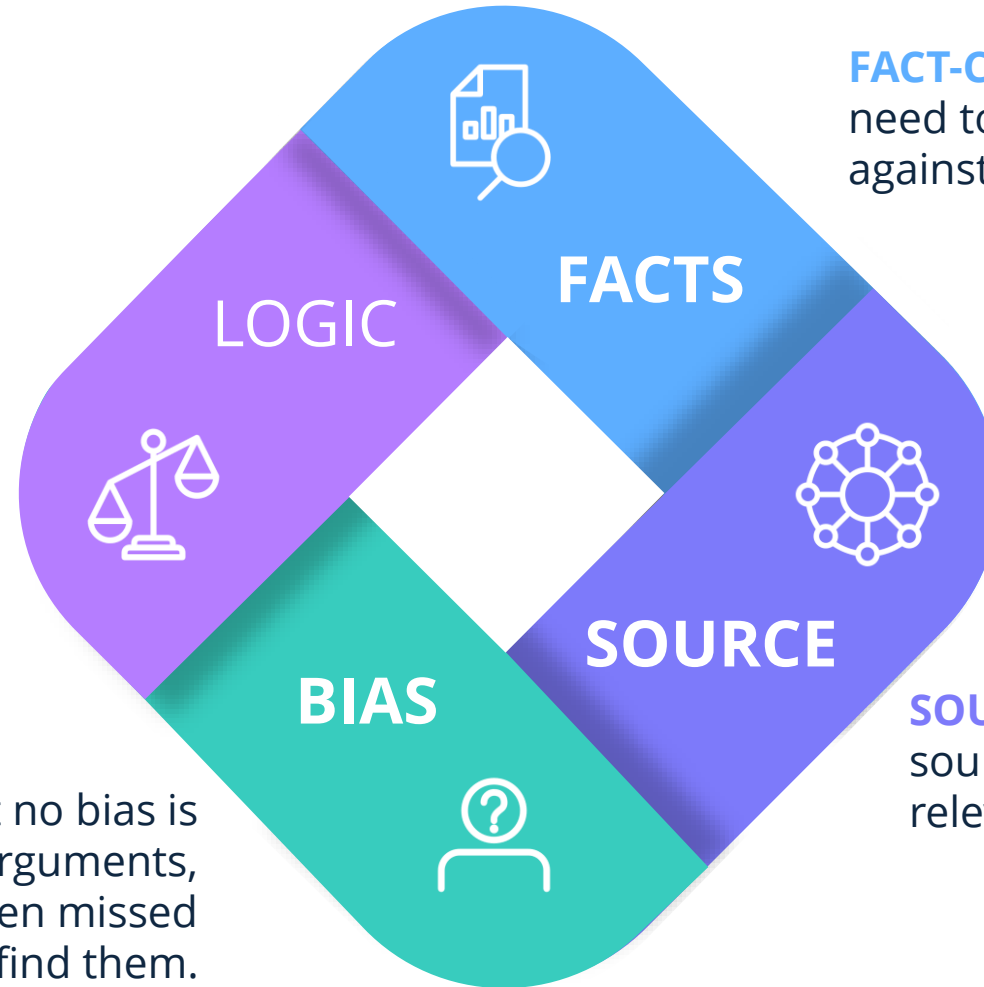 FACT-
need to
against
FACTS
LOGIC
SOURCE
BIAS
SOU
sou
rele
no bias is
rguments,
en missed
find them.
?